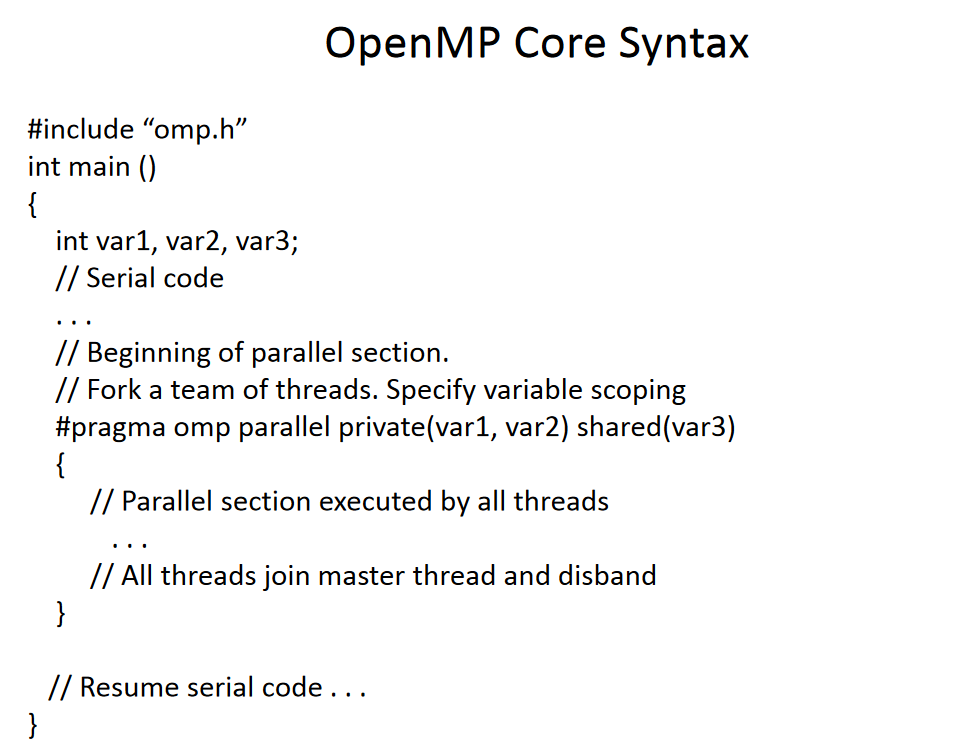 OpenMP Core Syntax
#include “omp.h”
int main ()
{
int var1, var2, var3;
// Serial code
. . .
// Beginning of parallel section.
// Fork a team of threads. Specify variable scoping
#pragma omp parallel private(var1, var2) shared(var3)
{
// Parallel section executed by all threads
. . .
// All threads join master thread and disband
}
// Resume serial code . . .
}